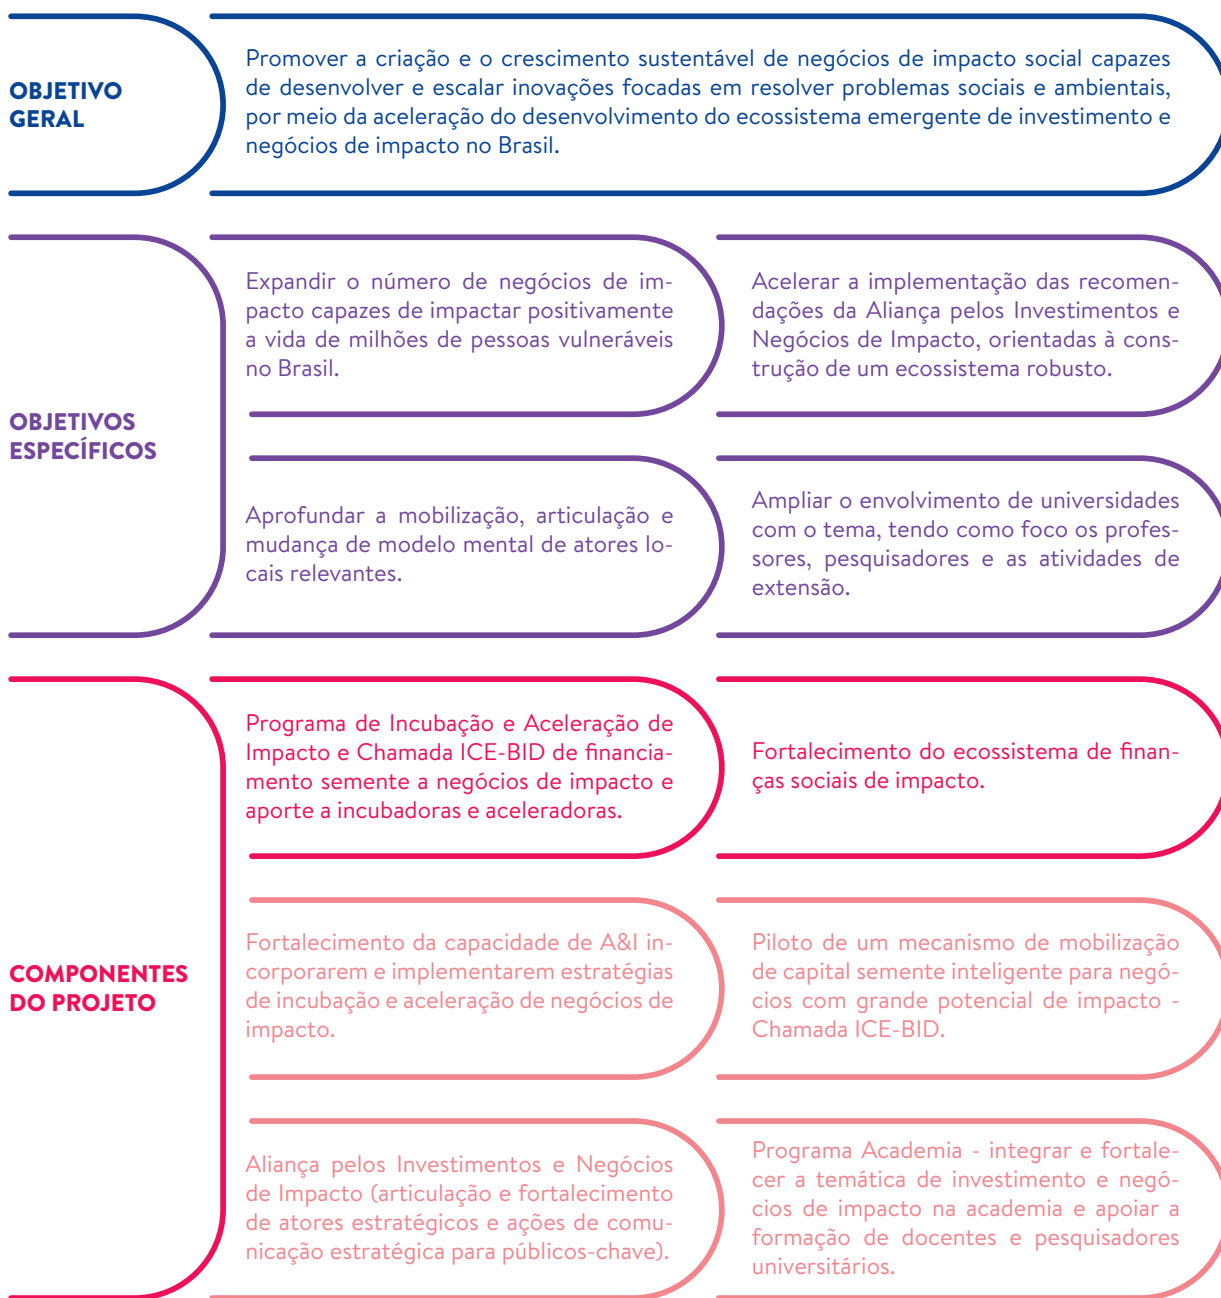 OBJETIVO
GERAL
Promover a criação e o crescimento sustentável de negócios de impacto social capazes
de desenvolver e escalar inovações focadas em resolver problemas sociais e ambientais,
por meio da aceleração do desenvolvimento do ecossistema emergente de investimento e
negócios de impacto no Brasil.
OBJETIVOS
ESPECÍFICOS
Expandir o número de negócios de im-
pacto capazes de impactar positivamente
a vida de milhões de pessoas vulneráveis
no Brasil.
Acelerar a implementação das recomen-
dações da Aliança pelos Investimentos e
Negócios de Impacto, orientadas à cons-
trução de um ecossistema robusto.
Aprofundar a mobilização, articulação e
mudança de modelo mental de atores lo-
cais relevantes.
Ampliar o envolvimento de universidades
com o tema, tendo como foco os profes-
sores, pesquisadores e as atividades de
extensão.
COMPONENTES
DO PROJETO
Programa de Incubação e Aceleração de
Impacto e Chamada ICE-BID de financia-
mento semente a negócios de impacto e
aporte a incubadoras e aceleradoras.
Fortalecimento do ecossistema de finan-
ças sociais de impacto.
Fortalecimento da capacidade de A&I in-
corporarem e implementarem estratégias
de incubação e aceleração de negócios de
impacto.
Piloto de um mecanismo de mobilização
de capital semente inteligente para negó-
cios com grande potencial de impacto -
Chamada ICE-BID.
Aliança pelos Investimentos e Negócios
de Impacto (articulação e fortalecimento
de atores estratégicos e ações de comu-
nicação estratégica para públicos-chave).
Programa Academia - integrar e fortale-
cer a temática de investimento e negó-
cios de impacto na academia e apoiar a
formação de docentes e pesquisadores
universitários.